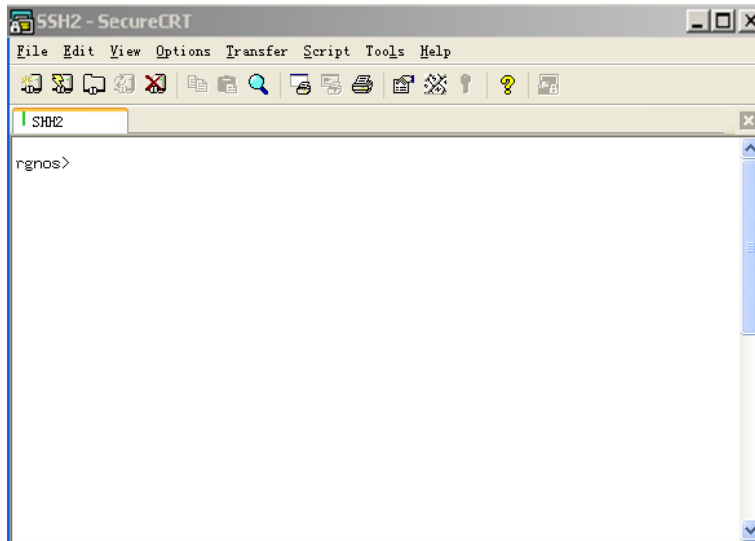 SSH2 - SecureCRT
File Edit View Options Transfer Script Tools Help
SHH2
rgnos>